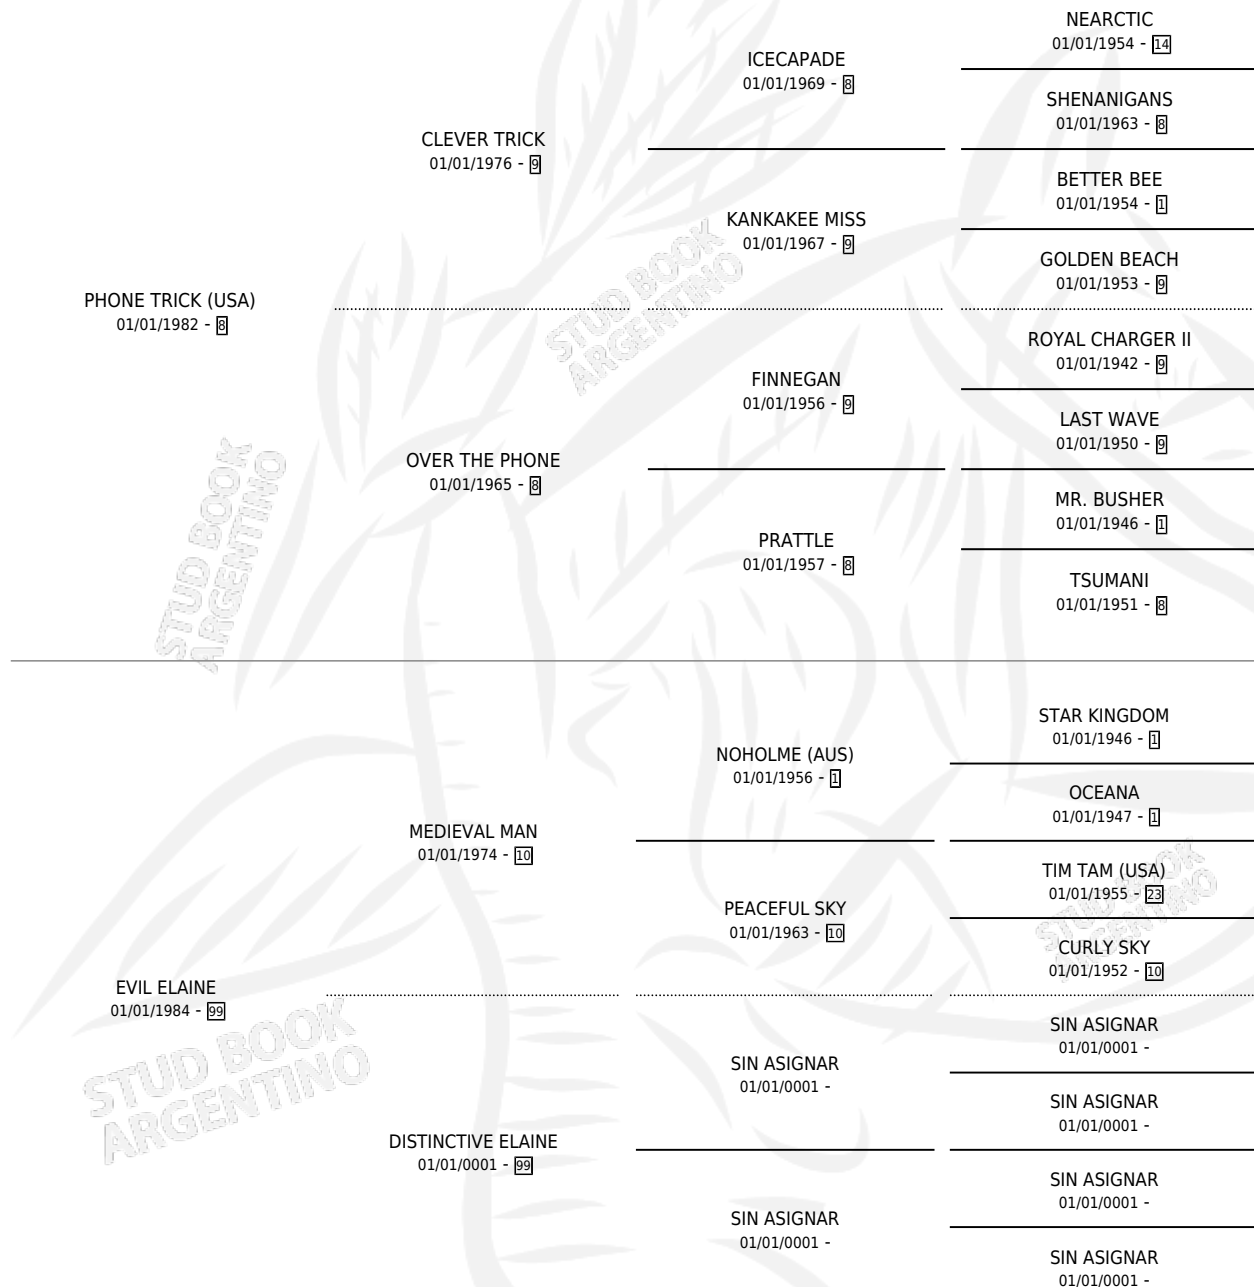 NEARCTIC
01/01/1954 - 14
ICECAPADE
01/01/1969 - 8
SHENANIGANS
01/01/1963 - 8
CLEVER TRICK
01/01/1976 - 9
BETTER BEE
01/01/1954 - 1
KANKAKEE MISS
01/01/1967 - 9
GOLDEN BEACH
01/01/1953 - 9
PHONE TRICK (USA)
01/01/1982 - 8
ROYAL CHARGER II
01/01/1942 - 9
FINNEGAN
01/01/1956 - 9
LAST WAVE
01/01/1950 - 9
OVER THE PHONE
01/01/1965 - 8
MR. BUSHER
01/01/1946 - 1
PRATTLE
01/01/1957 - 8
TSUMANI
01/01/1951 - 8
STAR KINGDOM
01/01/1946 - 1
NOHOLME (AUS)
01/01/1956 - 1
OCEANA
01/01/1947 - 1
MEDIEVAL MAN
01/01/1974 - 10
TIM TAM (USA)
01/01/1955 - 23
PEACEFUL SKY
01/01/1963 - 10
CURLY SKY
01/01/1952 - 10
EVIL ELAINE
01/01/1984 - 99
SIN ASIGNAR
01/01/0001 -
SIN ASIGNAR
01/01/0001 -
SIN ASIGNAR
01/01/0001 -
DISTINCTIVE ELAINE
01/01/0001 - 99
SIN ASIGNAR
01/01/0001 -
SIN ASIGNAR
01/01/0001 -
SIN ASIGNAR
01/01/0001 -
STUD BOOK
ARGENTINO
STUD BOOK
ARGENTINO
STUD BOOK
ARGENTINO
STUD BOOK
ARGENTINO